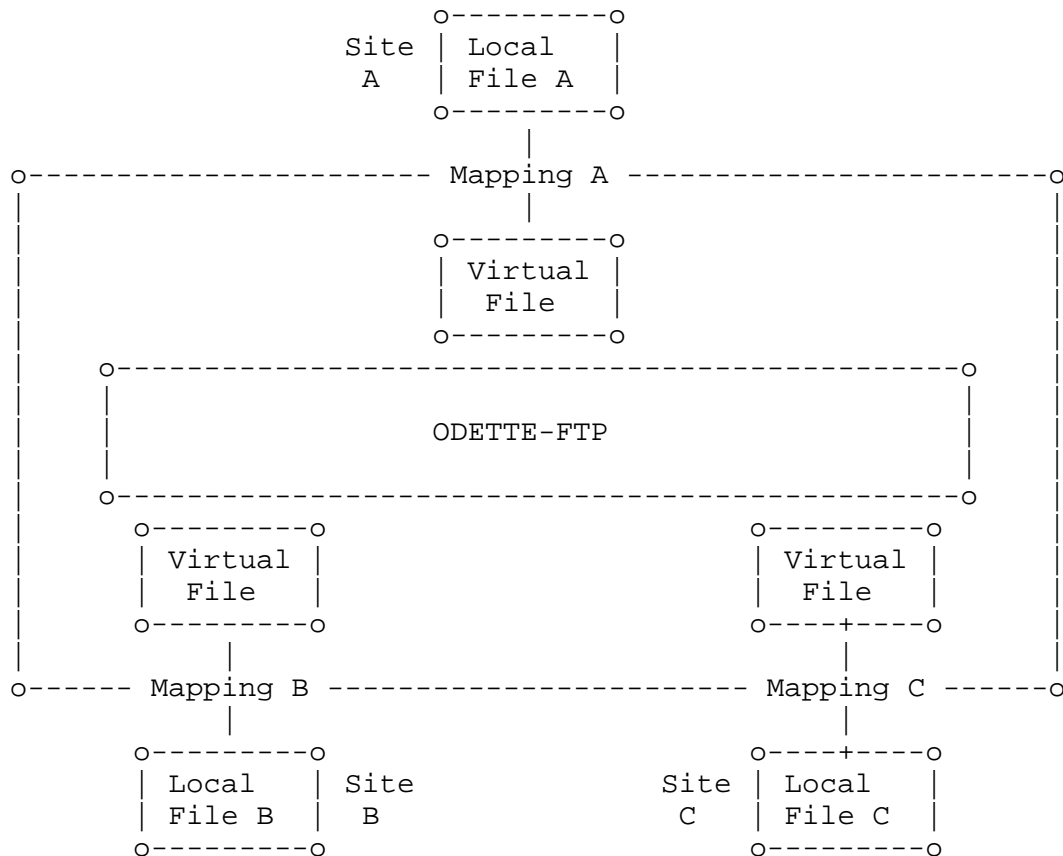 Site Local
A File A
Mapping A
Virtual
File
ODETTE-FTP
Virtual Virtual
File File
Mapping B Mapping C
Local Site Site Local
File B B C File C